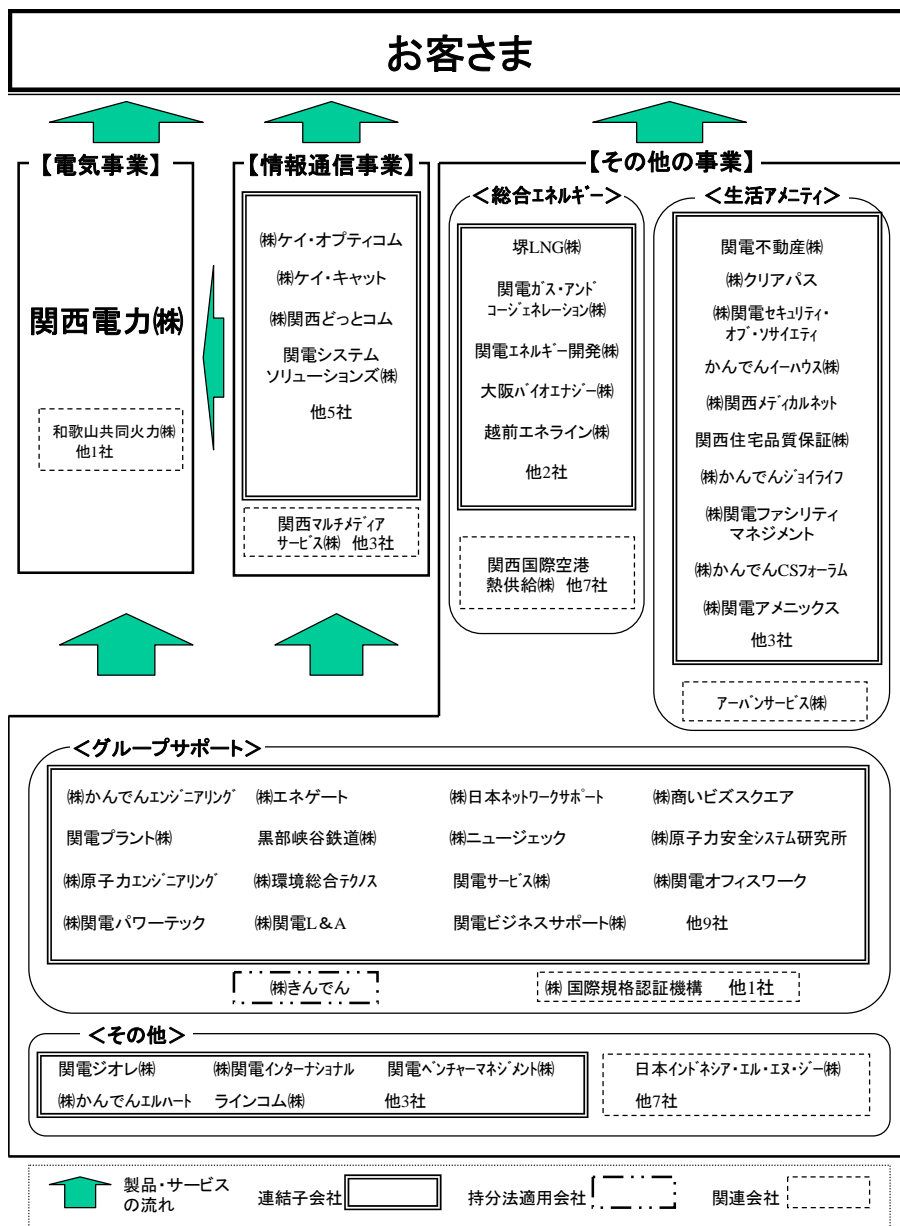 お客さま
【電気事業】
関西電力㈱
和歌山共同火力㈱
他1社
【情報通信事業】
㈱ケイ・オプティコム
㈱ケイ・キャット
㈱関西どっとコム
関電システム
ソリューションズ㈱
他5社
関西マルチメディア
サービス㈱ 他3社
【その他の事業】
＜総合エネルギー＞
堺LNG㈱
関電ガス・アンド
コージェネレーション㈱
関電エネルギー開発㈱
大阪バイオエナジー㈱
越前エネライン㈱
他2社
関西国際空港
熱供給㈱ 他7社
＜生活アメニティ＞
関電不動産㈱
㈱クリアパス
㈱関電セキュリティ・
オブ・ソサイエティ
かんでんイーハウス㈱
㈱関西メディカルネット
関西住宅品質保証㈱
㈱かんでんジョイライフ
㈱関電ファシリティ
マネジメント
㈱かんでんCSフォーラム
㈱関電アメニックス
他3社
アーバンサービス㈱
＜グループサポート＞
㈱かんでんエンジニアリング ㈱エネゲート ㈱日本ネットワークサポート ㈱商いビズスクエア
関電プラント㈱ 黒部峡谷鉄道㈱ ㈱ニュージェック ㈱原子力安全システム研究所
㈱原子力エンジニアリング ㈱環境総合テクノス 関電サービス㈱ ㈱関電オフィスワーク
㈱関電パワーテック ㈱関電L＆A 関電ビジネスサポート㈱ 他9社
㈱きんでん ㈱ 国際規格認証機構 他1社
＜その他＞
関電ジオレ㈱ ㈱関電インターナショナル 関電ベンチャーマネジメント㈱
㈱かんでんエルハート ラインコム㈱ 他3社
日本インドネシア・エル・エヌ・ジー㈱
他7社
製品・サービス
の流れ
連結子会社 持分法適用会社 関連会社